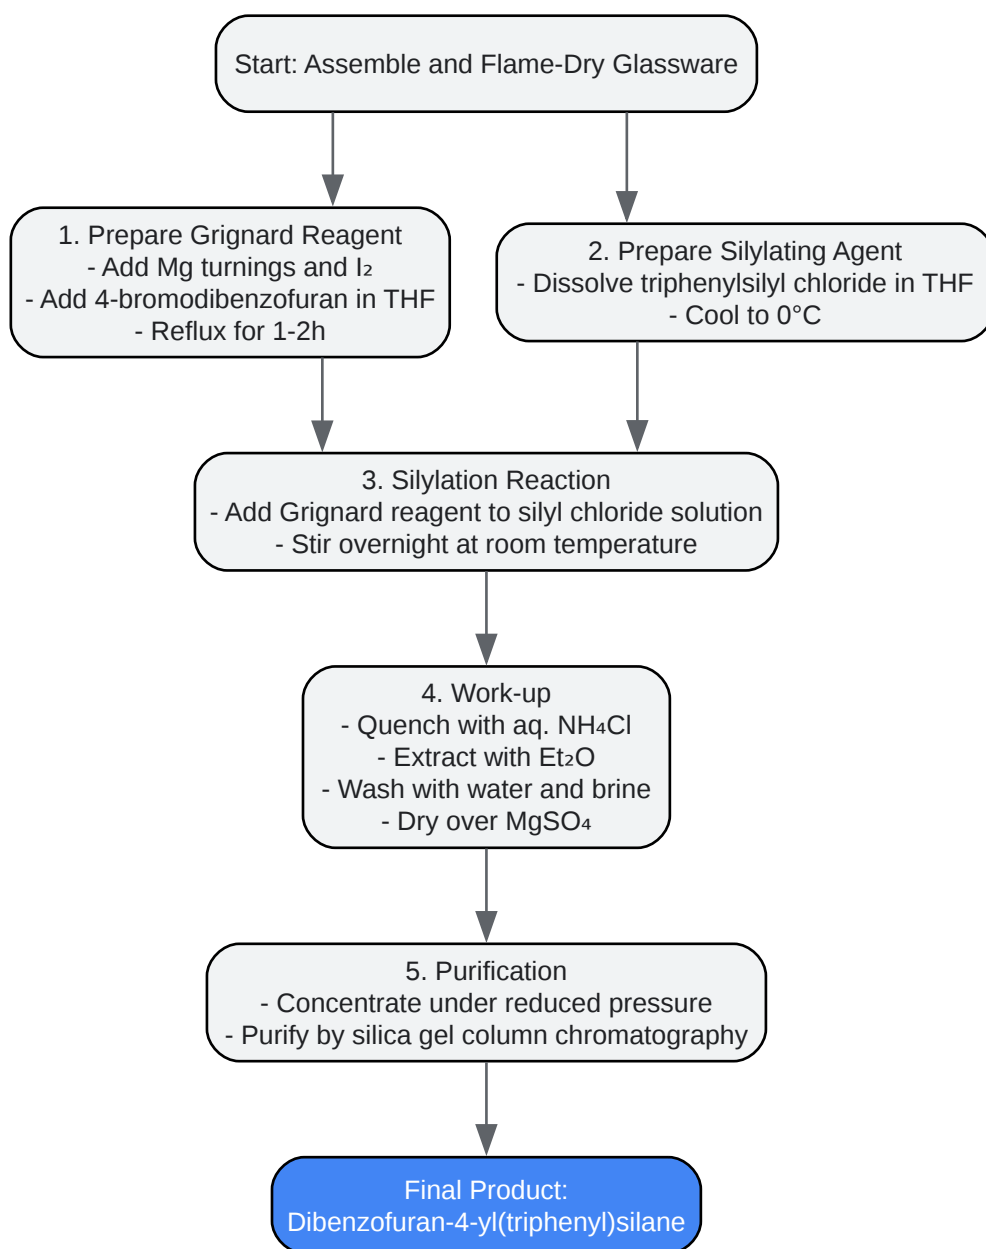 Start: Assemble and Flame-Dry Glassware
1. Prepare Grignard Reagent
- Add Mg turnings and I₂
- Add 4-bromodibenzofuran in THF
- Reflux for 1-2h
2. Prepare Silylating Agent
- Dissolve triphenylsilyl chloride in THF
- Cool to 0°C
3. Silylation Reaction
- Add Grignard reagent to silyl chloride solution
- Stir overnight at room temperature
4. Work-up
- Quench with aq. NH₄Cl
- Extract with Et₂O
- Wash with water and brine
- Dry over MgSO₄
5. Purification
- Concentrate under reduced pressure
- Purify by silica gel column chromatography
Final Product:
Dibenzofuran-4-yl(triphenyl)silane